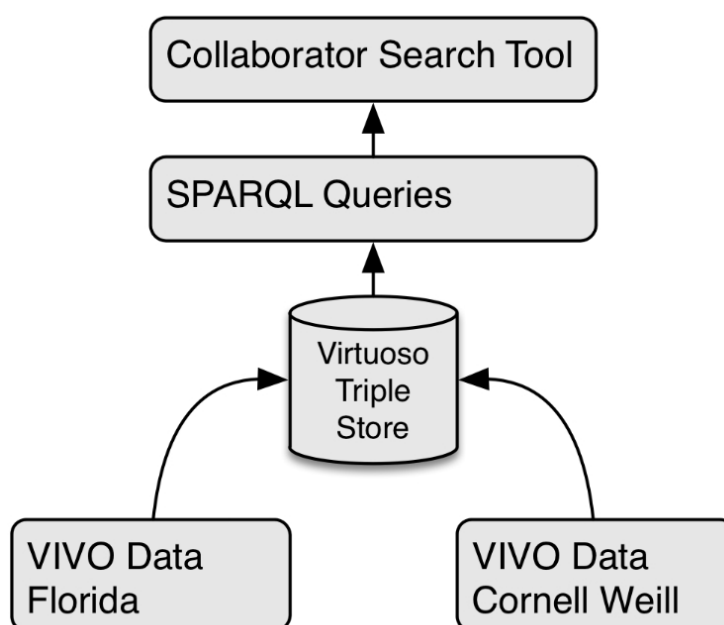 Collaborator Search Tool
SPARQL Queries
Virtuoso
Triple
Store
VIVO Data
Florida
VIVO Data
Cornell Weill